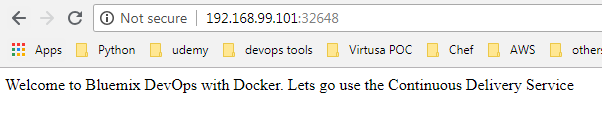 Not secure 192.168.99.101:32648
Apps Python udemy devops tools Virtusa POC Chef AWS others
Welcome to Bluemix DevOps with Docker. Lets go use the Continuous Delivery Service